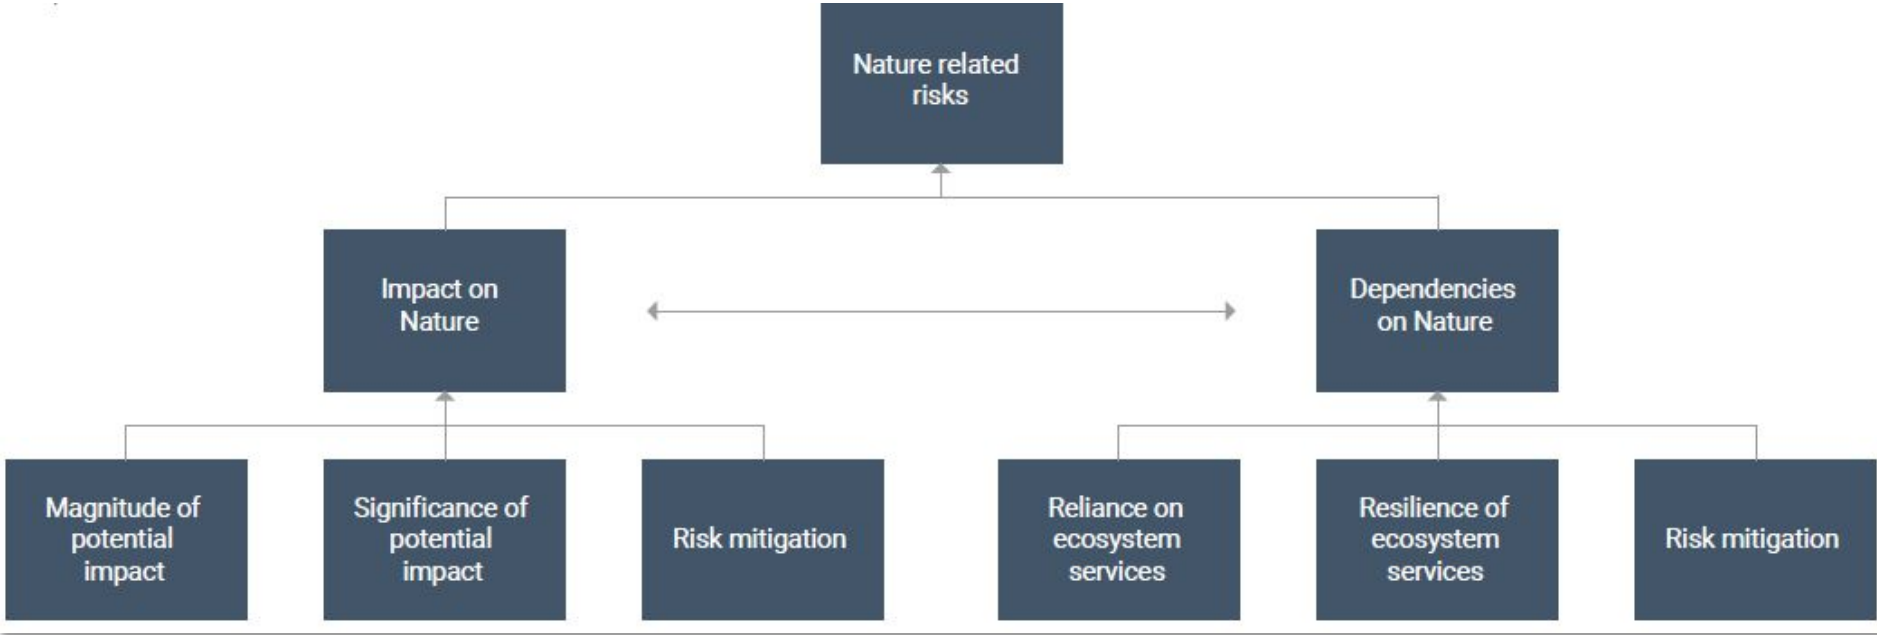 Nature related
risks
Impact on
Nature
Dependencies
on Nature
Magnitude of
potential
impact
Significance of
potential
impact
Risk mitigation
Reliance on
ecosystem
services
Resilience of
ecosystem
services
Risk mitigation